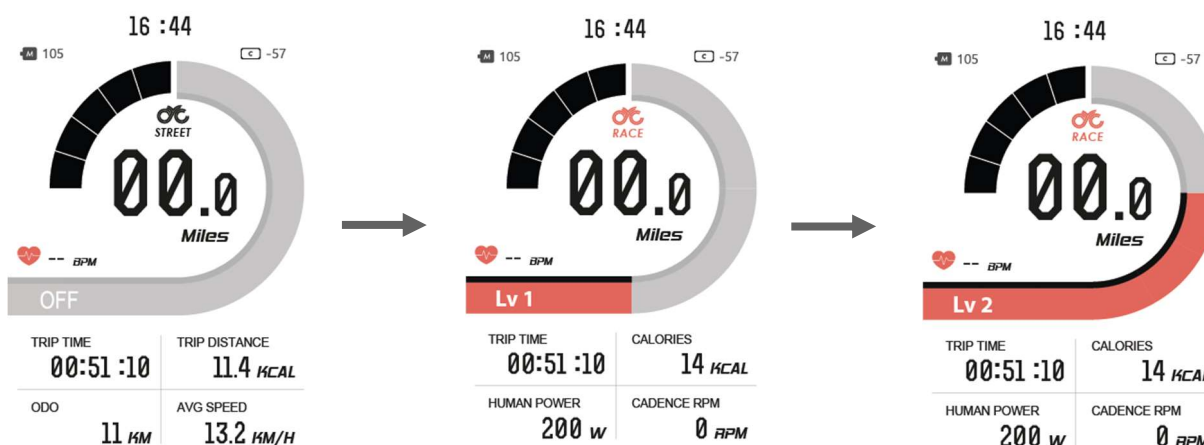 16 :44
M 105
C -57
STREET
00.0
Miles
-- BPM
OFF
TRIP TIME
00:51 :10
TRIP DISTANCE
11.4 KCAL
ODO
11 KM
AVG SPEED
13.2 KM/H
16 :44
M 105
C -57
RACE
00.0
Miles
-- BPM
Lv 1
TRIP TIME
00:51 :10
CALORIES
14 KCAL
HUMAN POWER
200 W
CADENCE RPM
0 RPM
16 :44
M 105
C -57
RACE
00.0
Miles
-- BPM
Lv 2
TRIP TIME
00:51 :10
CALORIES
14 KCAL
HUMAN POWER
200 W
CADENCE RPM
0 RPM